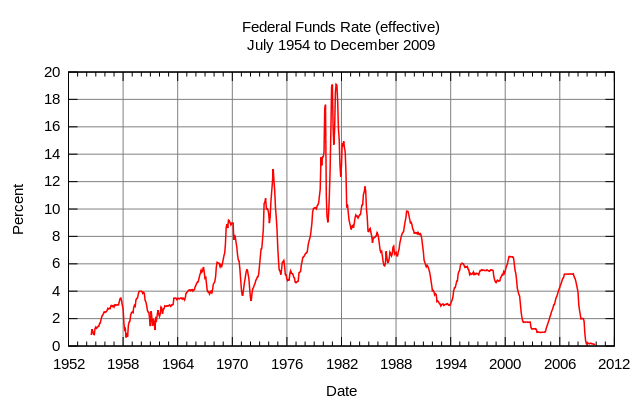 Federal Funds Rate (effective)
July 1954 to December 2009
20
18
16
14
12
10
8
6
4
2
0
Percent
1952 1958 1964 1970 1976 1982 1988 1994 2000 2006 2012
Date